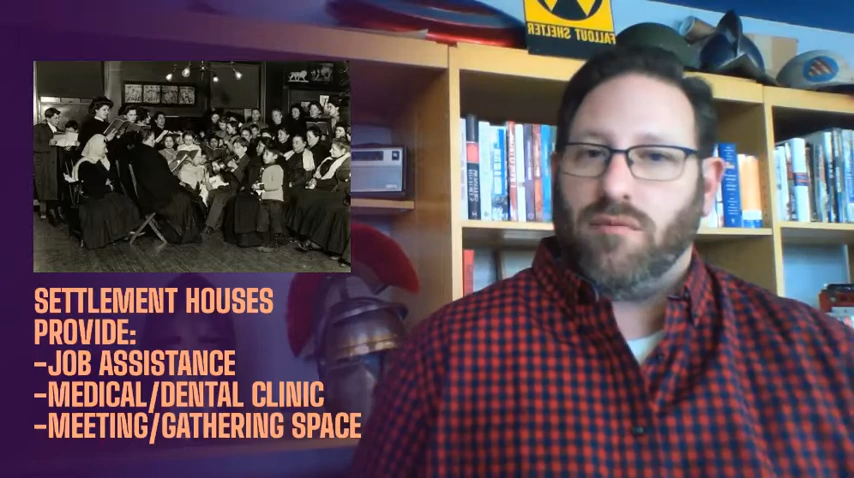 FALLOUT SHELTER
SETTLEMENT HOUSES
PROVIDE:
-JOB ASSISTANCE
-MEDICAL/DENTAL CLINIC
-MEETING/GATHERING SPACE